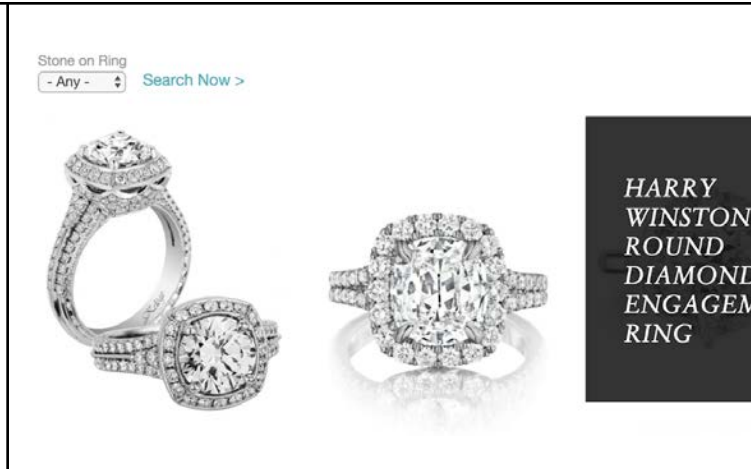 Stone on Ring
- Any -
Search Now >
HARRY
WINSTON
ROUND
DIAMOND
ENGAGEM
RING